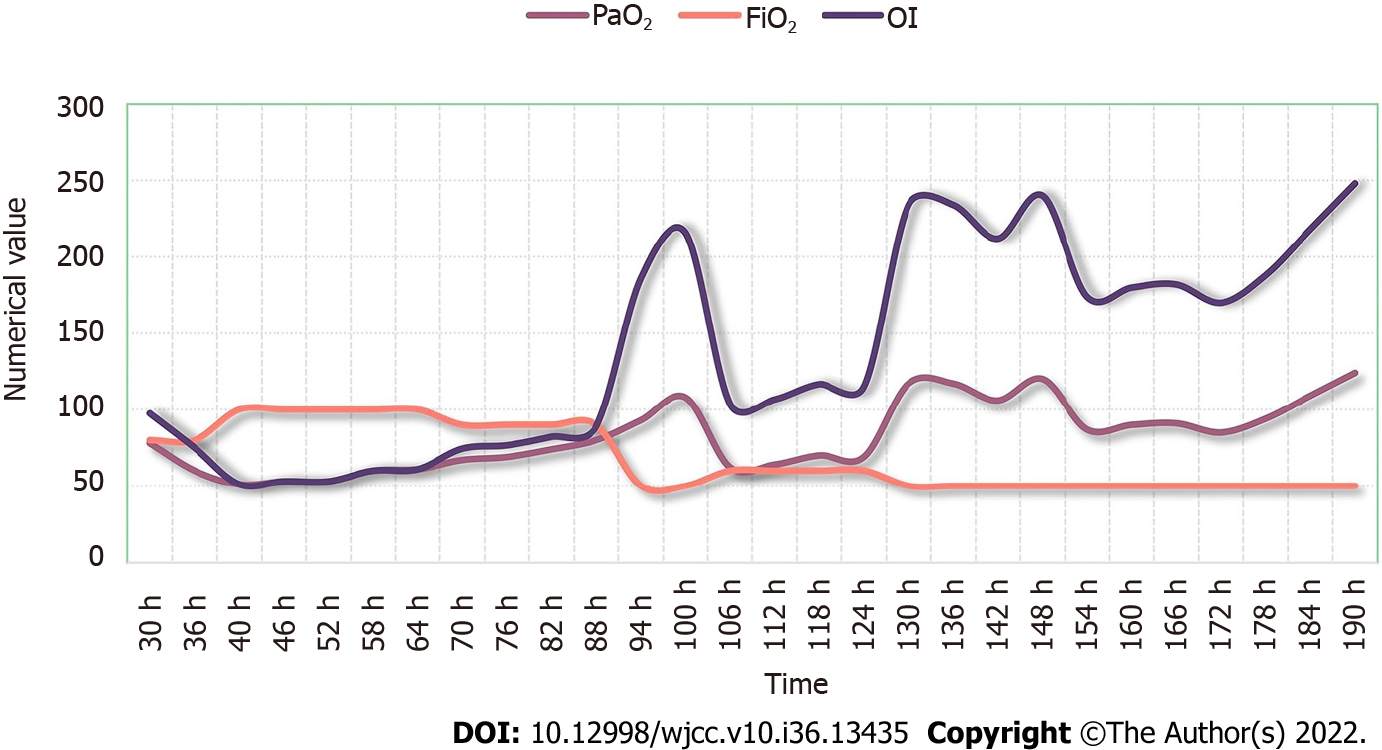 PaO2 FiO2 OI
300
250
200
150
100
50
0
Numerical value
30 h 36 h 40 h 46 h 52 h 58 h 64 h 70 h 76 h 82 h 88 h 94 h 100 h 106 h 112 h 118 h 124 h 130 h 136 h 142 h 148 h 154 h 160 h 166 h 172 h 178 h 184 h 190 h
Time
DOI: 10.12998/wjcc.v10.i36.13435 Copyright ©The Author(s) 2022.